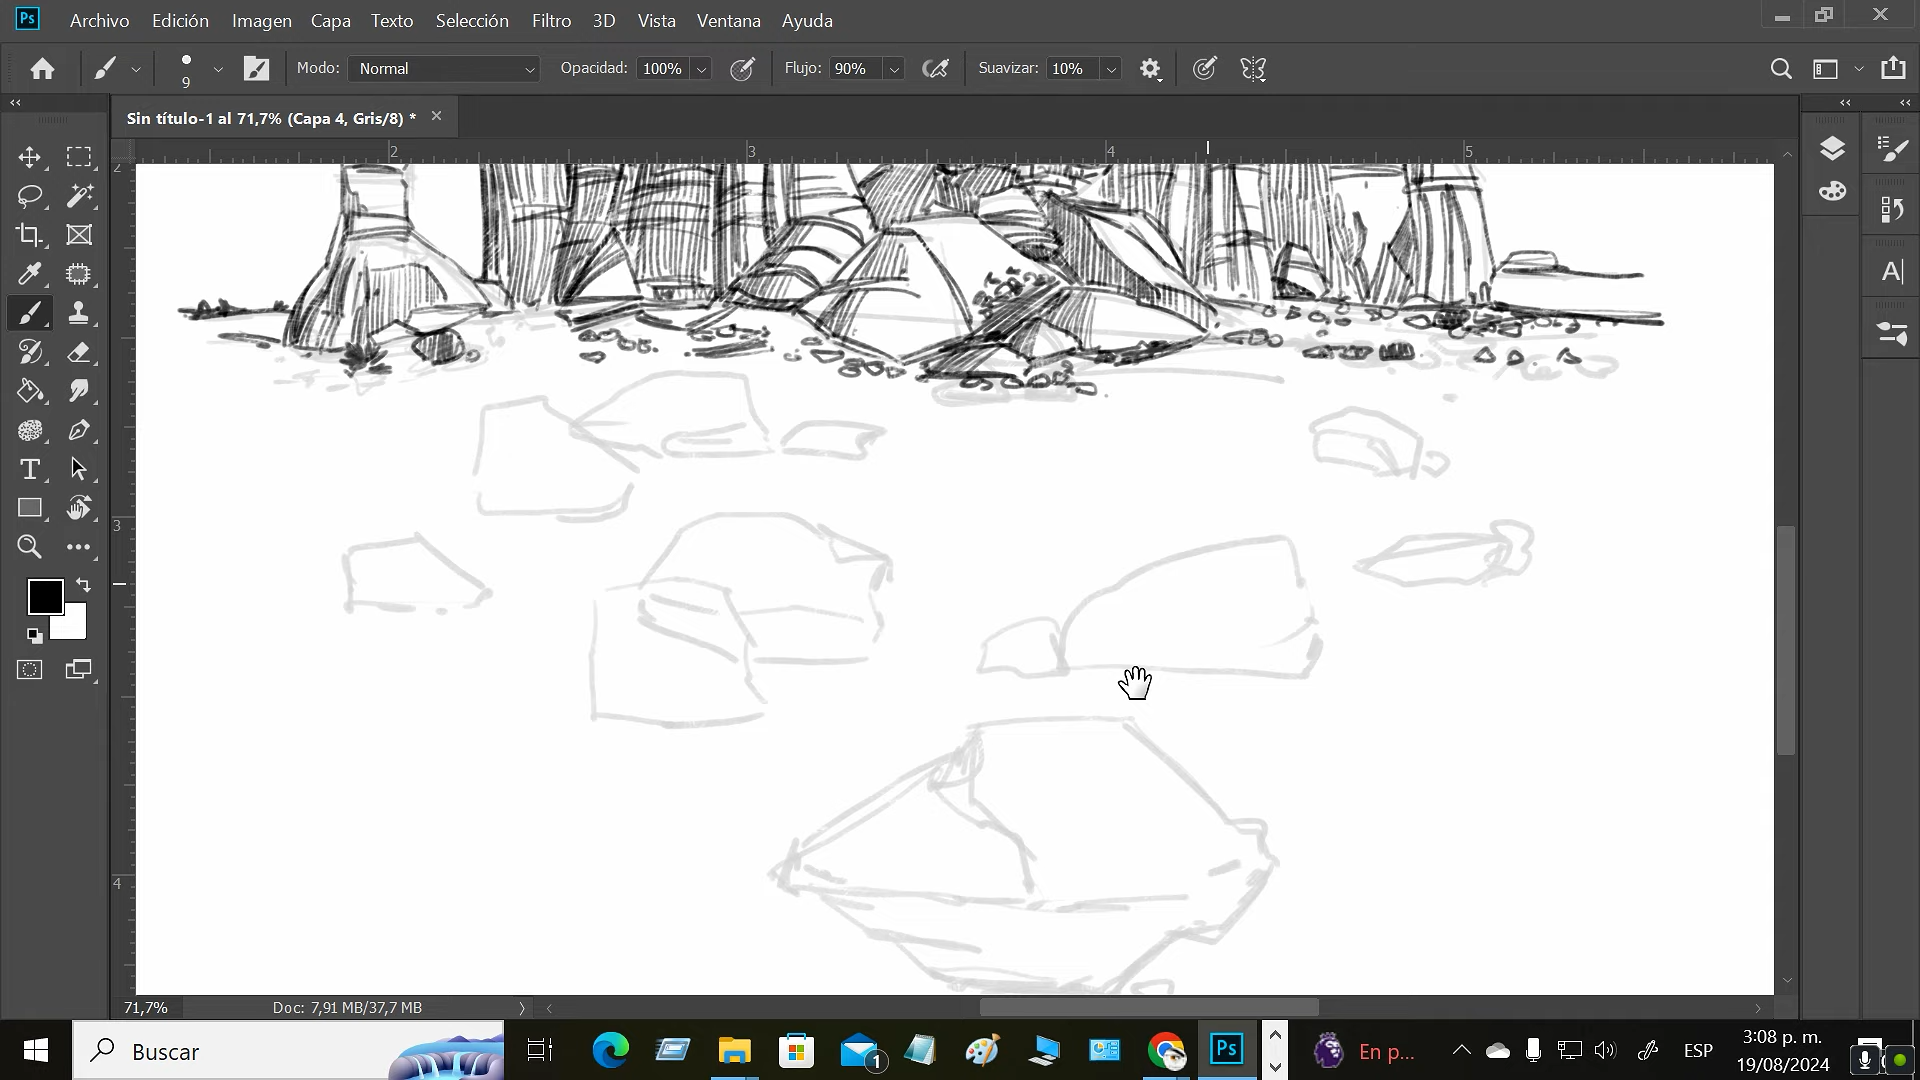 Ps Archivo Edición Imagen Capa Texto Selección Filtro 3D Vista Ventana Ayuda
9 Modo: Normal Opacidad: 100% Flujo: 90% Suavizar: 10%
Sin título-1 al 71,7% (Capa 4, Gris/8) *
2 3 4 5
2
3
4
71,7% Doc: 7,91 MB/37,7 MB
Buscar
1
Ps
En p...
ESP
3:08 p. m.
19/08/2024